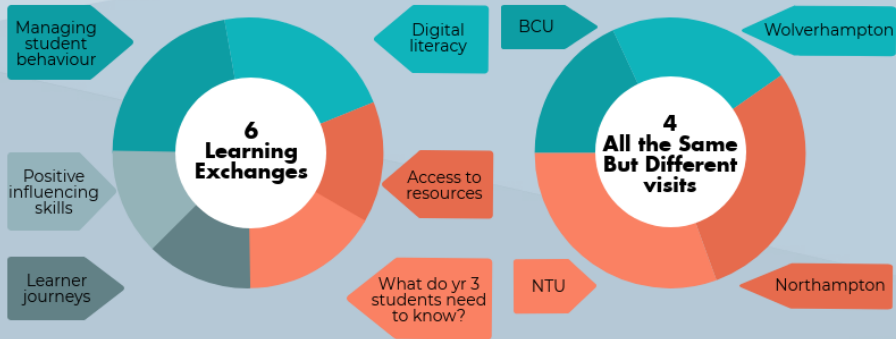 Managing
student
behaviour
Digital
literacy
6
Learning
Exchanges
Positive
influencing
skills
Access to
resources
Learner
journeys
What do yr 3
students need
to know?
BCU
Wolverhampton
4
All the Same
But Different
visits
NTU
Northampton